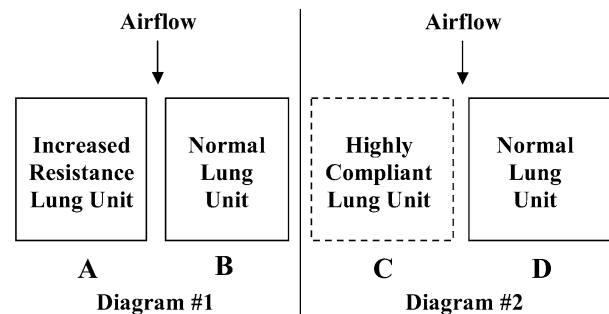 Airflow
Increased
Resistance
Lung Unit
Normal
Lung
Unit
A
B
Diagram #1
Airflow
Highly
Compliant
Lung Unit
Normal
Lung
Unit
C
D
Diagram #2